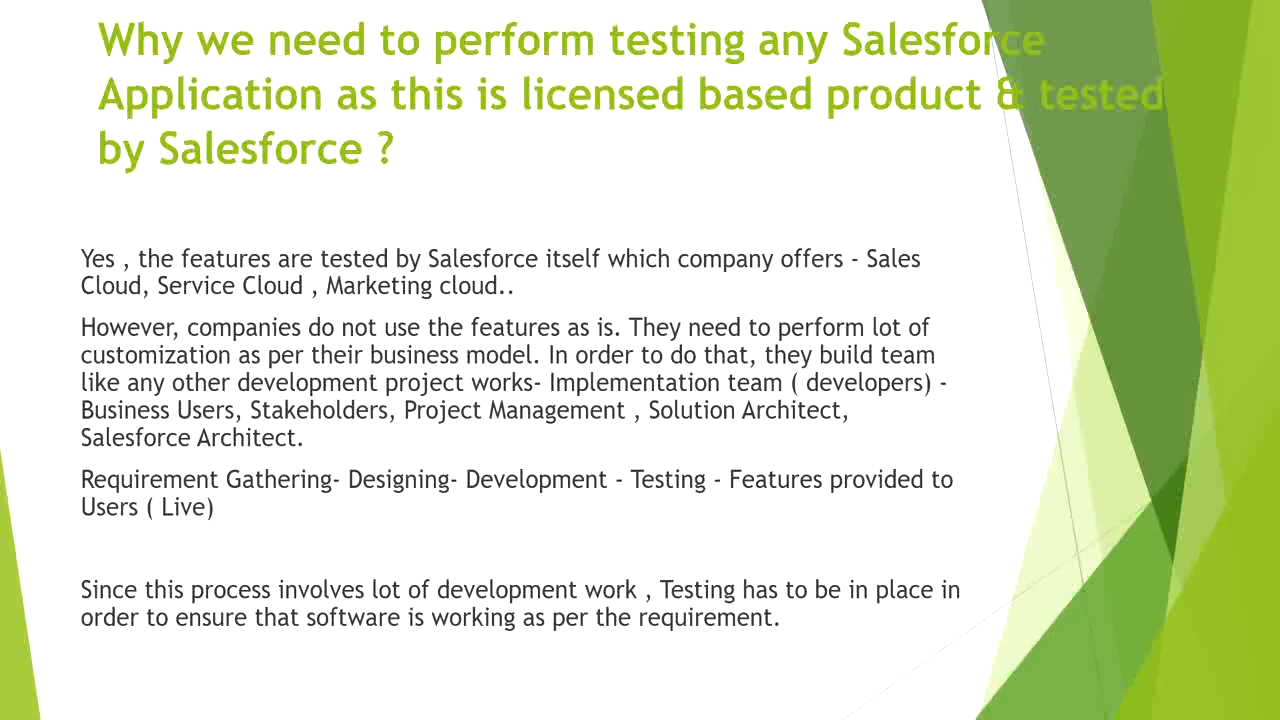 Why we need to perform testing any Salesforce
Application as this is licensed based product & tested
by Salesforce ?
Yes , the features are tested by Salesforce itself which company offers - Sales
Cloud, Service Cloud , Marketing cloud..
However, companies do not use the features as is. They need to perform lot of
customization as per their business model. In order to do that, they build team
like any other development project works- Implementation team ( developers) -
Business Users, Stakeholders, Project Management , Solution Architect,
Salesforce Architect.
Requirement Gathering- Designing- Development - Testing - Features provided to
Users ( Live)
Since this process involves lot of development work , Testing has to be in place in
order to ensure that software is working as per the requirement.